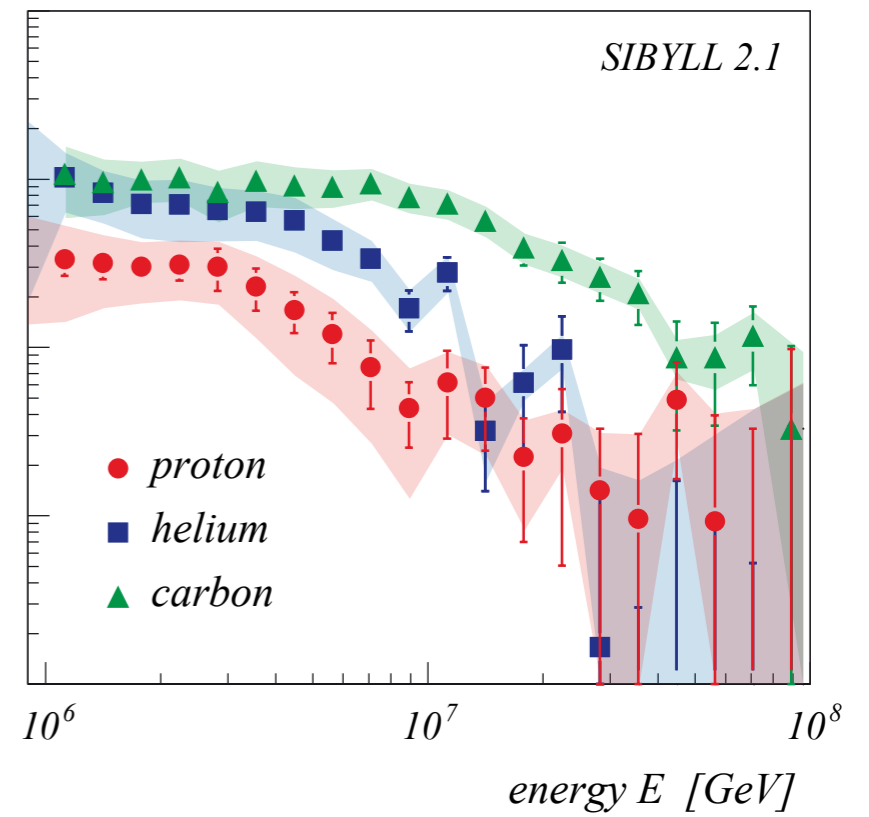 SIBYLL 2.1
proton
helium
carbon
10^6 10^7 10^8
energy E [GeV]